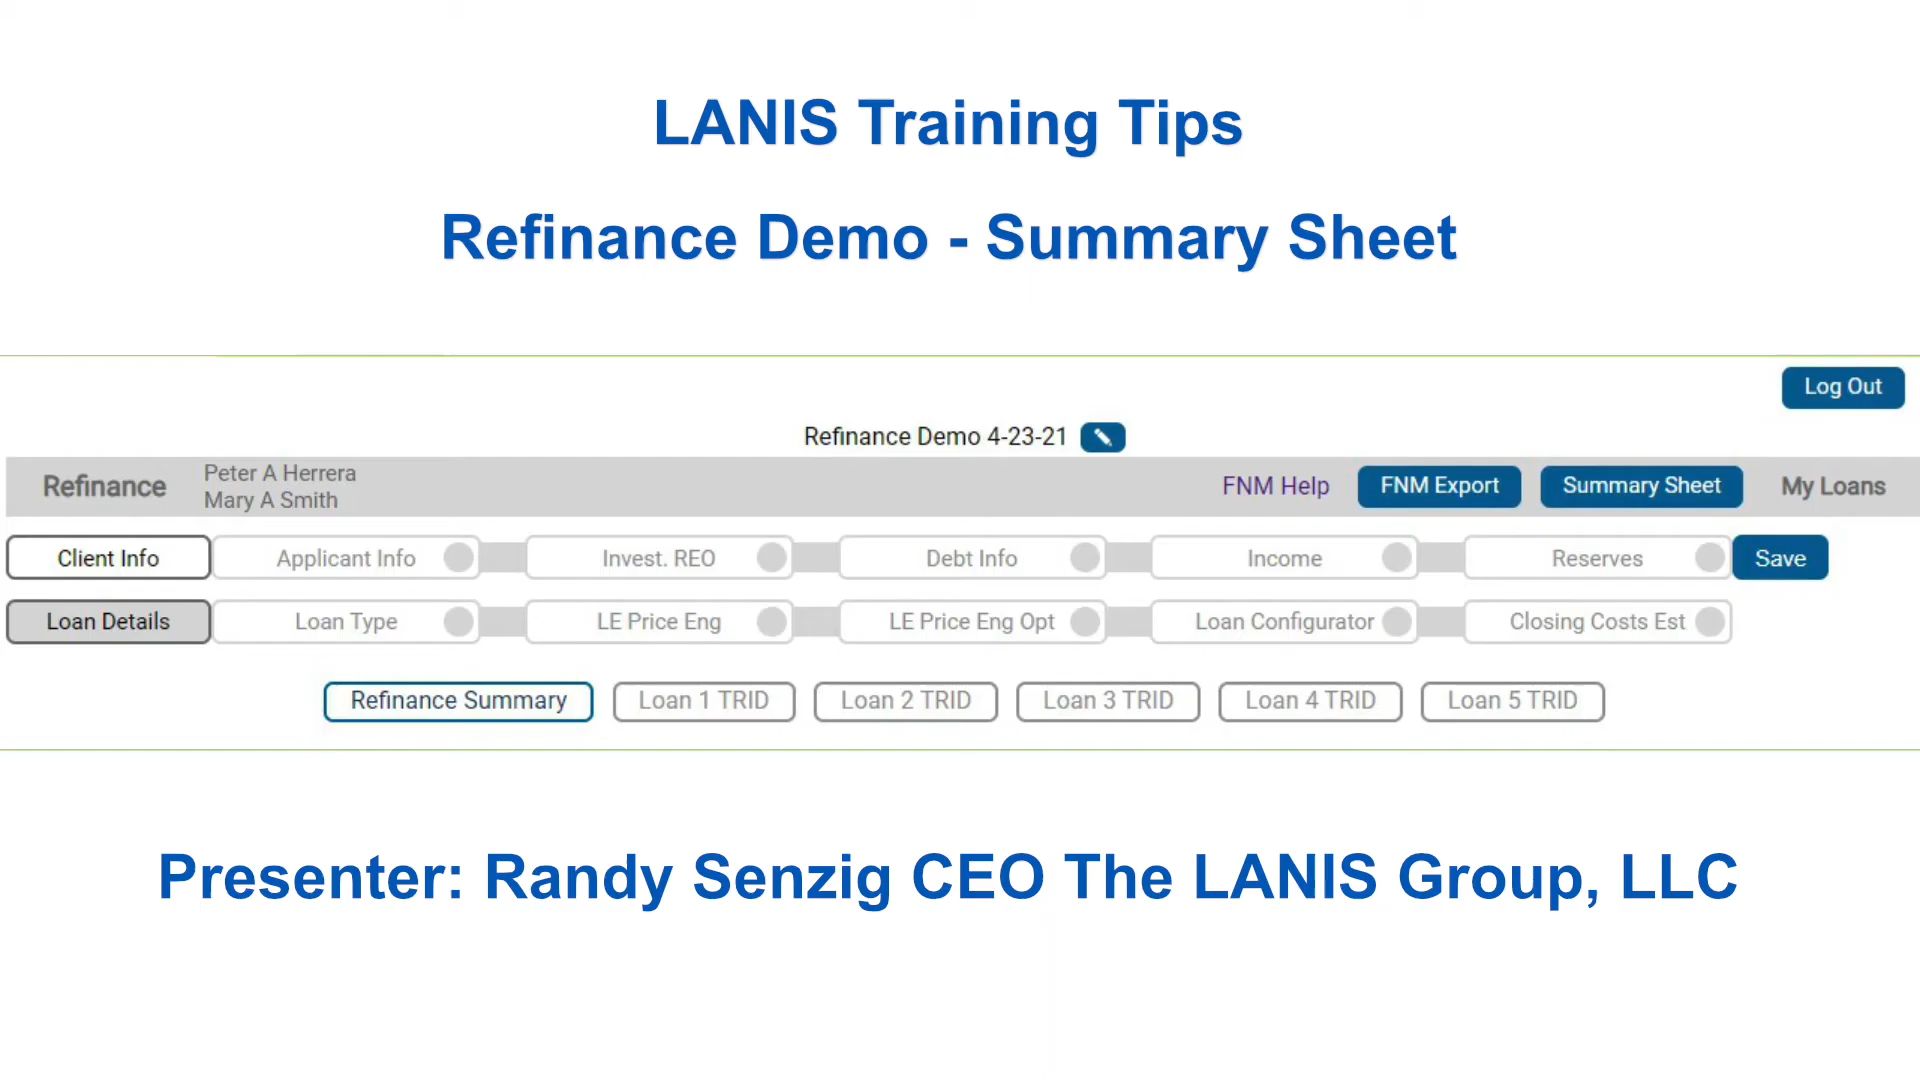 LANIS Training Tips
Refinance Demo - Summary Sheet
Log Out
Refinance Demo 4-23-21
Refinance
Peter A Herrera
Mary A Smith
FNM Help
FNM Export
Summary Sheet
My Loans
Client Info
Applicant Info
Invest. REO
Debt Info
Income
Reserves
Save
Loan Details
Loan Type
LE Price Eng
LE Price Eng Opt
Loan Configurator
Closing Costs Est
Refinance Summary
Loan 1 TRID
Loan 2 TRID
Loan 3 TRID
Loan 4 TRID
Loan 5 TRID
Presenter: Randy Senzig CEO The LANIS Group, LLC